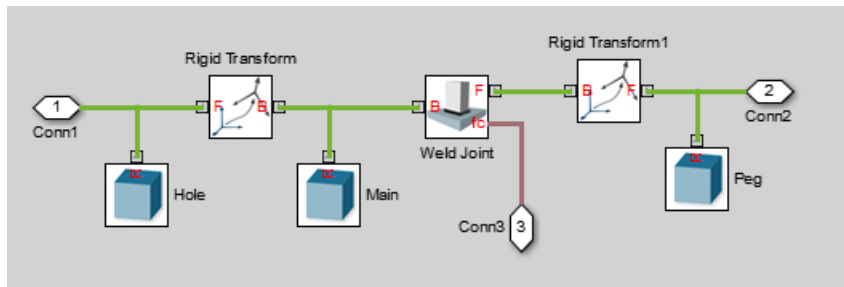 Rigid Transform1
Rigid Transform
F
B
B
F
fc
B
F
1
Conn1
2
Conn2
Weld Joint
R
Hole
R
Main
R
Peg
Conn3
3